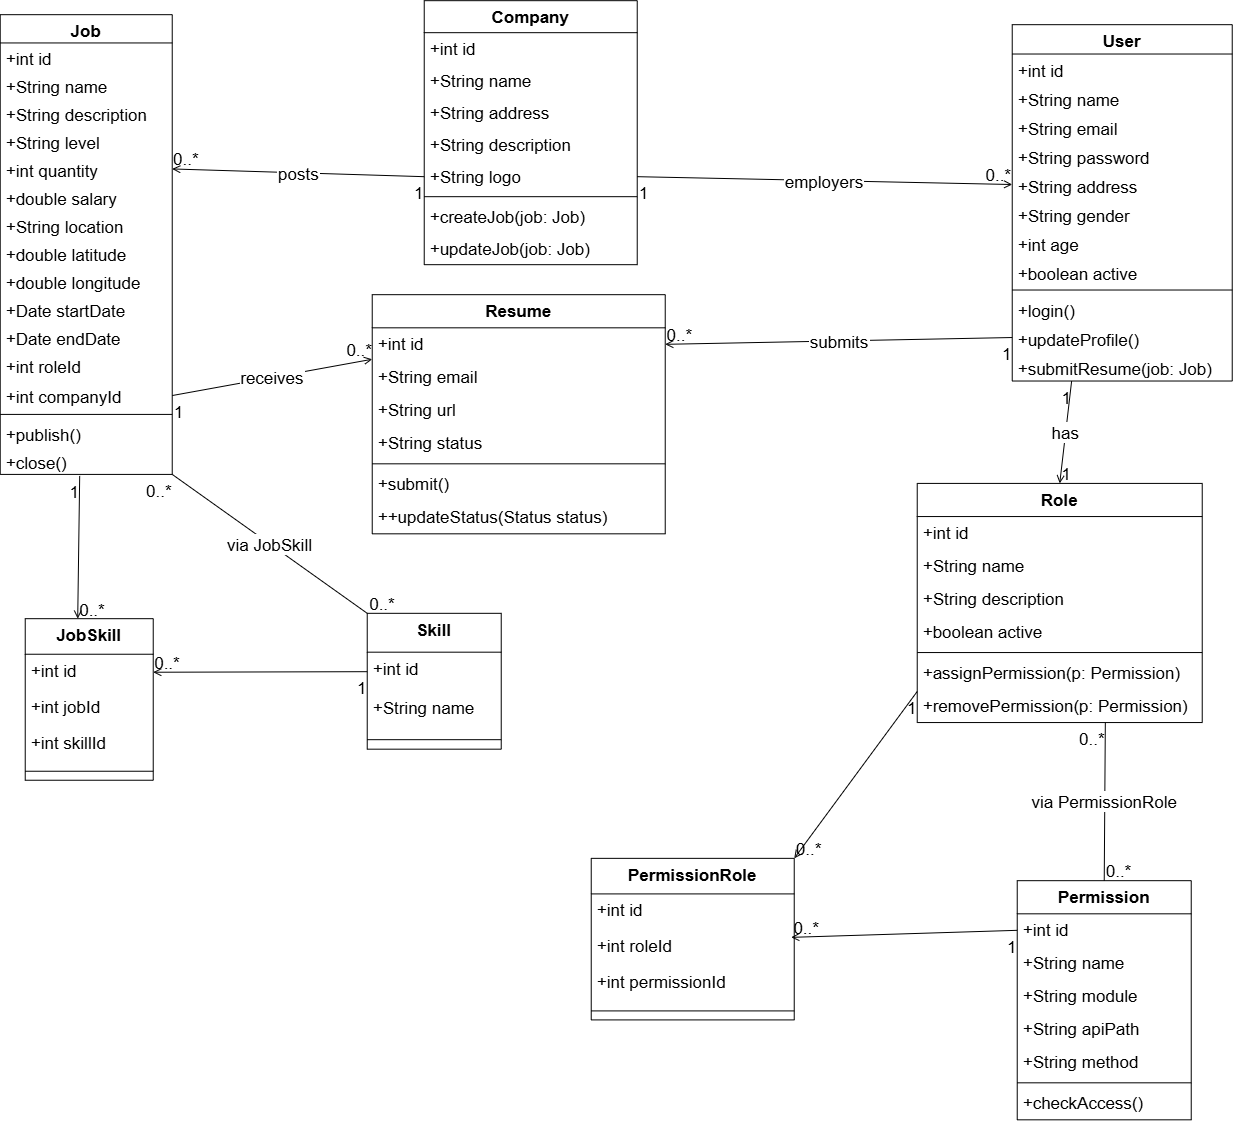 Job
+int id
+String name
+String description
+String level
+int quantity
+double salary
+String location
+double latitude
+double longitude
+Date startDate
+Date endDate
+int roleId
+int companyId
+publish()
+close()
Company
+int id
+String name
+String address
+String description
+String logo
+createJob(job: Job)
+updateJob(job: Job)
User
+int id
+String name
+String email
+String password
+String address
+String gender
+int age
+boolean active
+login()
+updateProfile()
+submitResume(job: Job)
0..*
posts
1
1
employers
0..*
Resume
+int id
+String email
+String url
+String status
+submit()
++updateStatus(Status status)
0..*
submits
1
0..*
receives
1
1
has
1
1
0..*
0..*
via JobSkill
0..*
JobSkill
+int id
+int jobId
+int skillId
Skill
+int id
+String name
0..*
1
Role
+int id
+String name
+String description
+boolean active
+assignPermission(p: Permission)
+removePermission(p: Permission)
1
0..*
0..*
via PermissionRole
0..*
PermissionRole
+int id
+int roleId
+int permissionId
0..*
1
Permission
+int id
+String name
+String module
+String apiPath
+String method
+checkAccess()